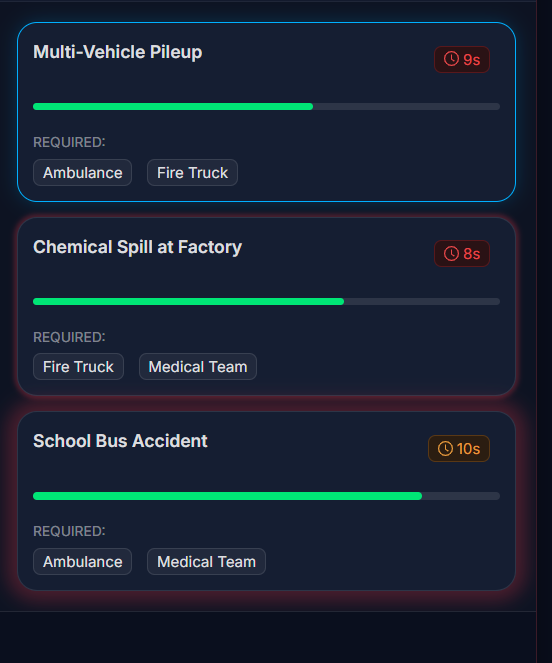 Multi-Vehicle Pileup
9s
REQUIRED:
Ambulance Fire Truck
Chemical Spill at Factory
8s
REQUIRED:
Fire Truck Medical Team
School Bus Accident
10s
REQUIRED:
Ambulance Medical Team